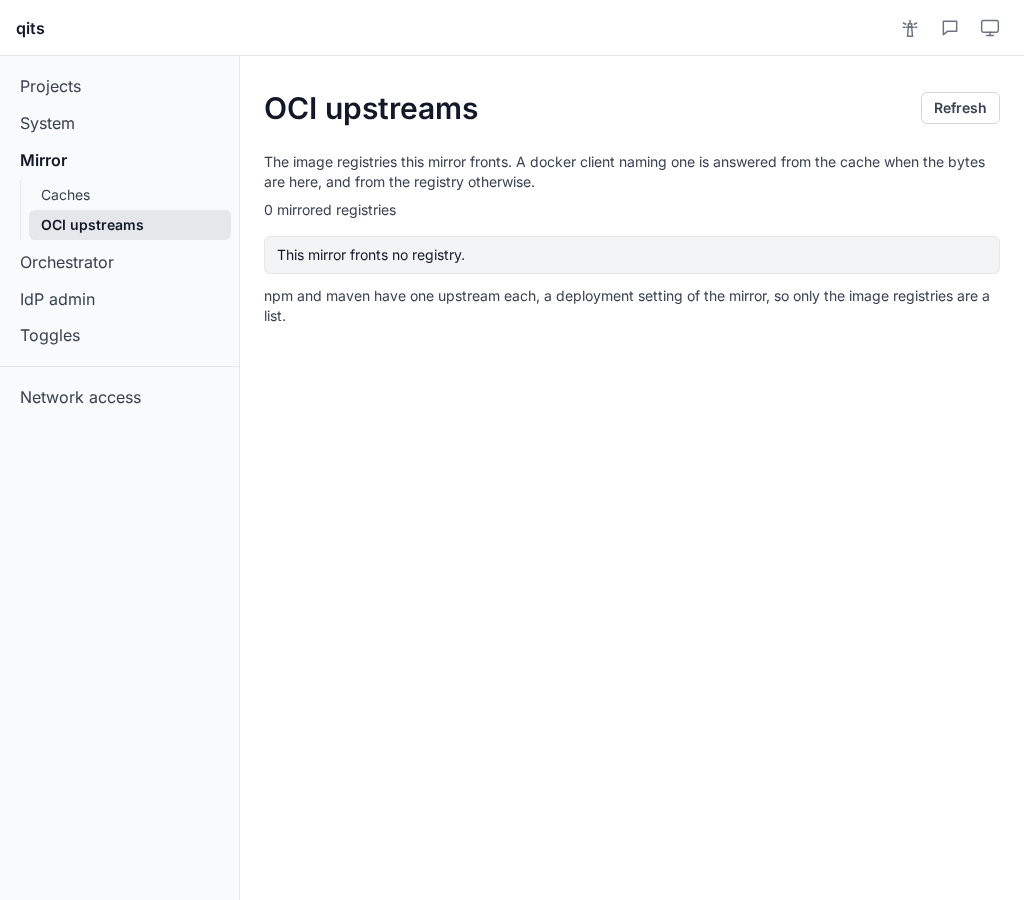 qits
Projects
System
Mirror
Caches
OCI upstreams
Orchestrator
IdP admin
Toggles
Network access
OCI upstreams
Refresh
The image registries this mirror fronts. A docker client naming one is answered from the cache when the bytes
are here, and from the registry otherwise.
0 mirrored registries
This mirror fronts no registry.
npm and maven have one upstream each, a deployment setting of the mirror, so only the image registries are a
list.